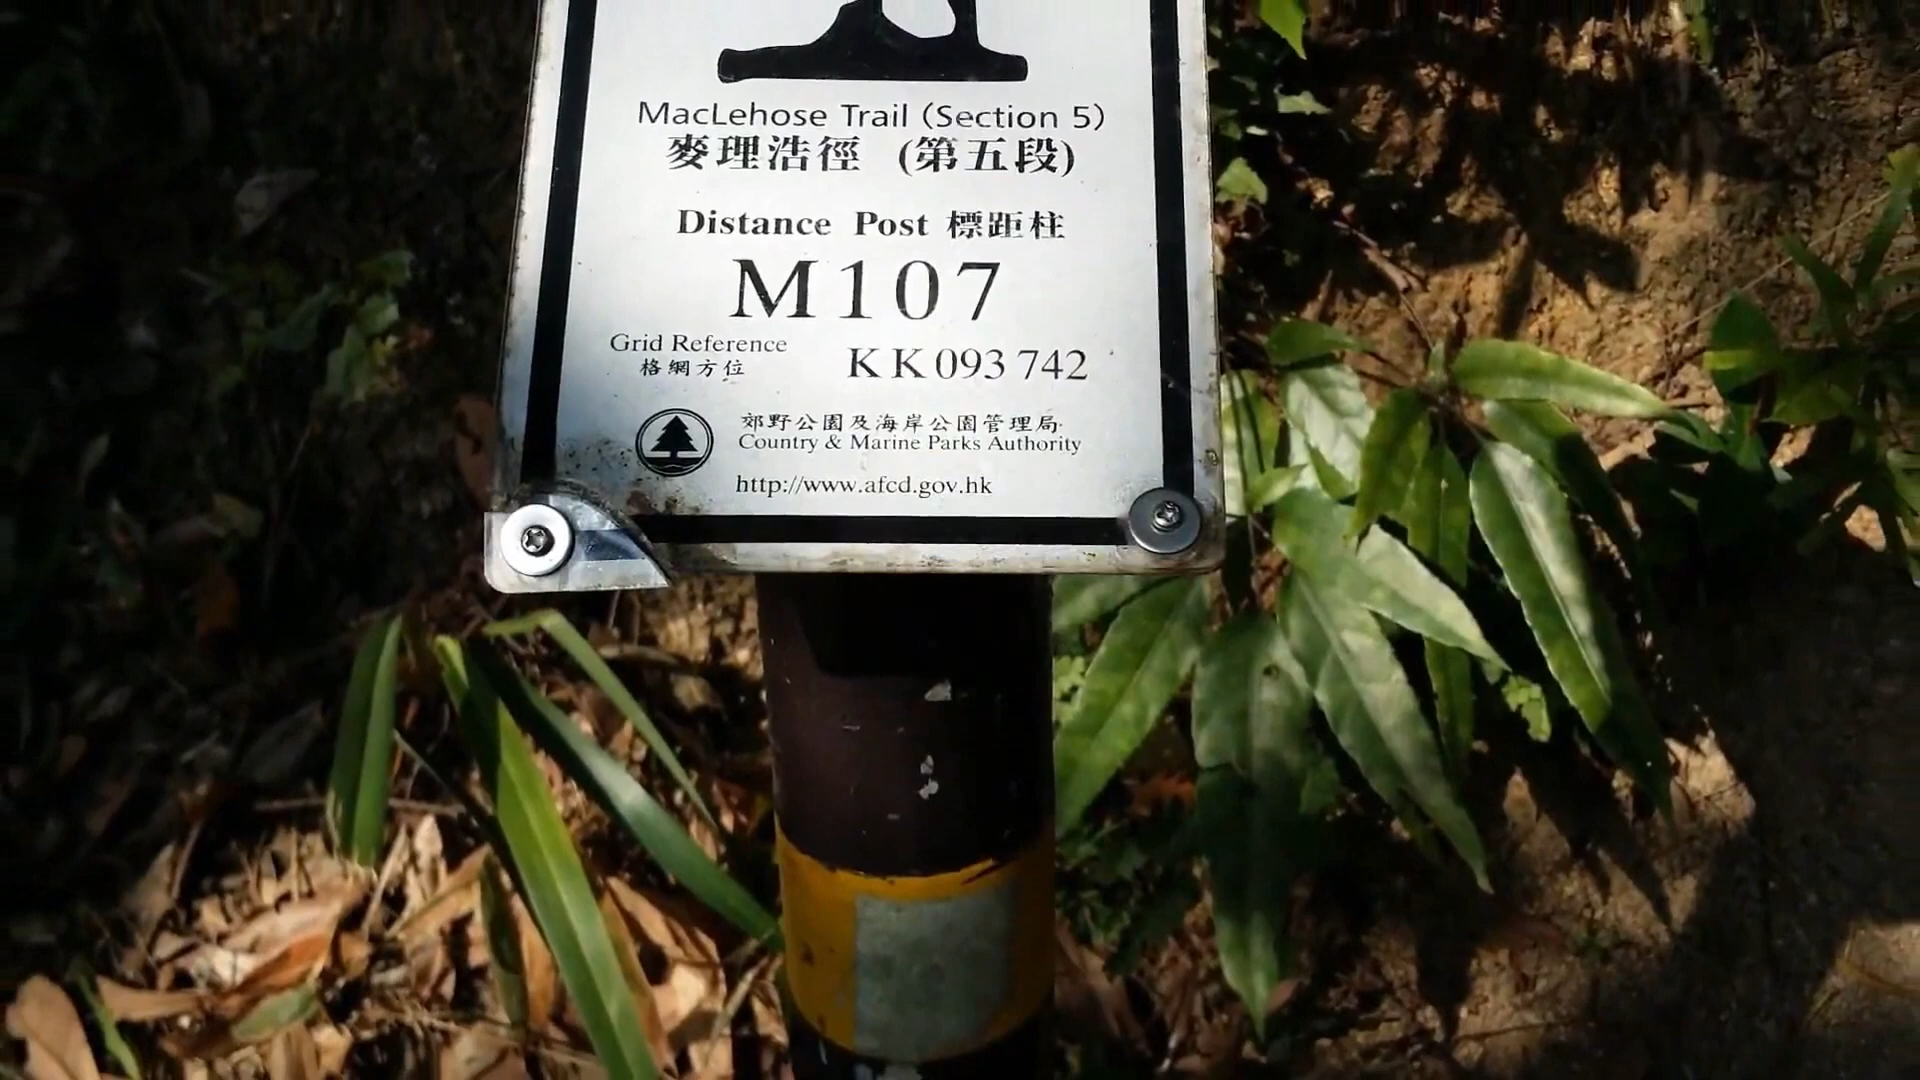 MacLehose Trail (Section 5)
麥理浩徑 (第五段)
Distance Post 標距柱
M107
Grid Reference
格網方位
KK 093 742
郊野公園及海岸公園管理局
Country & Marine Parks Authority
http://www.afcd.gov.hk